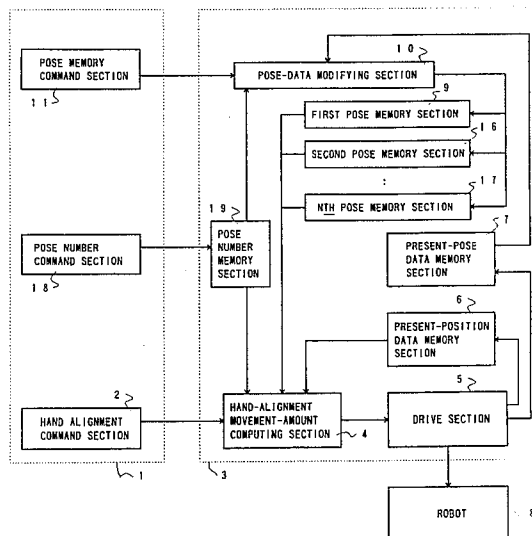 POSE MEMORY
COMMAND SECTION
11
10
POSE-DATA MODIFYING SECTION
9
FIRST POSE MEMORY SECTION
16
SECOND POSE MEMORY SECTION
:
17
NTH POSE MEMORY SECTION
19
POSE
NUMBER
MEMORY
SECTION
POSE NUMBER
COMMAND SECTION
18
7
PRESENT-POSE
DATA MEMORY
SECTION
6
PRESENT-POSITION
DATA MEMORY
SECTION
2
HAND ALIGNMENT
COMMAND SECTION
HAND-ALIGNMENT
MOVEMENT-AMOUNT
COMPUTING SECTION
4
5
DRIVE SECTION
1
3
ROBOT
8